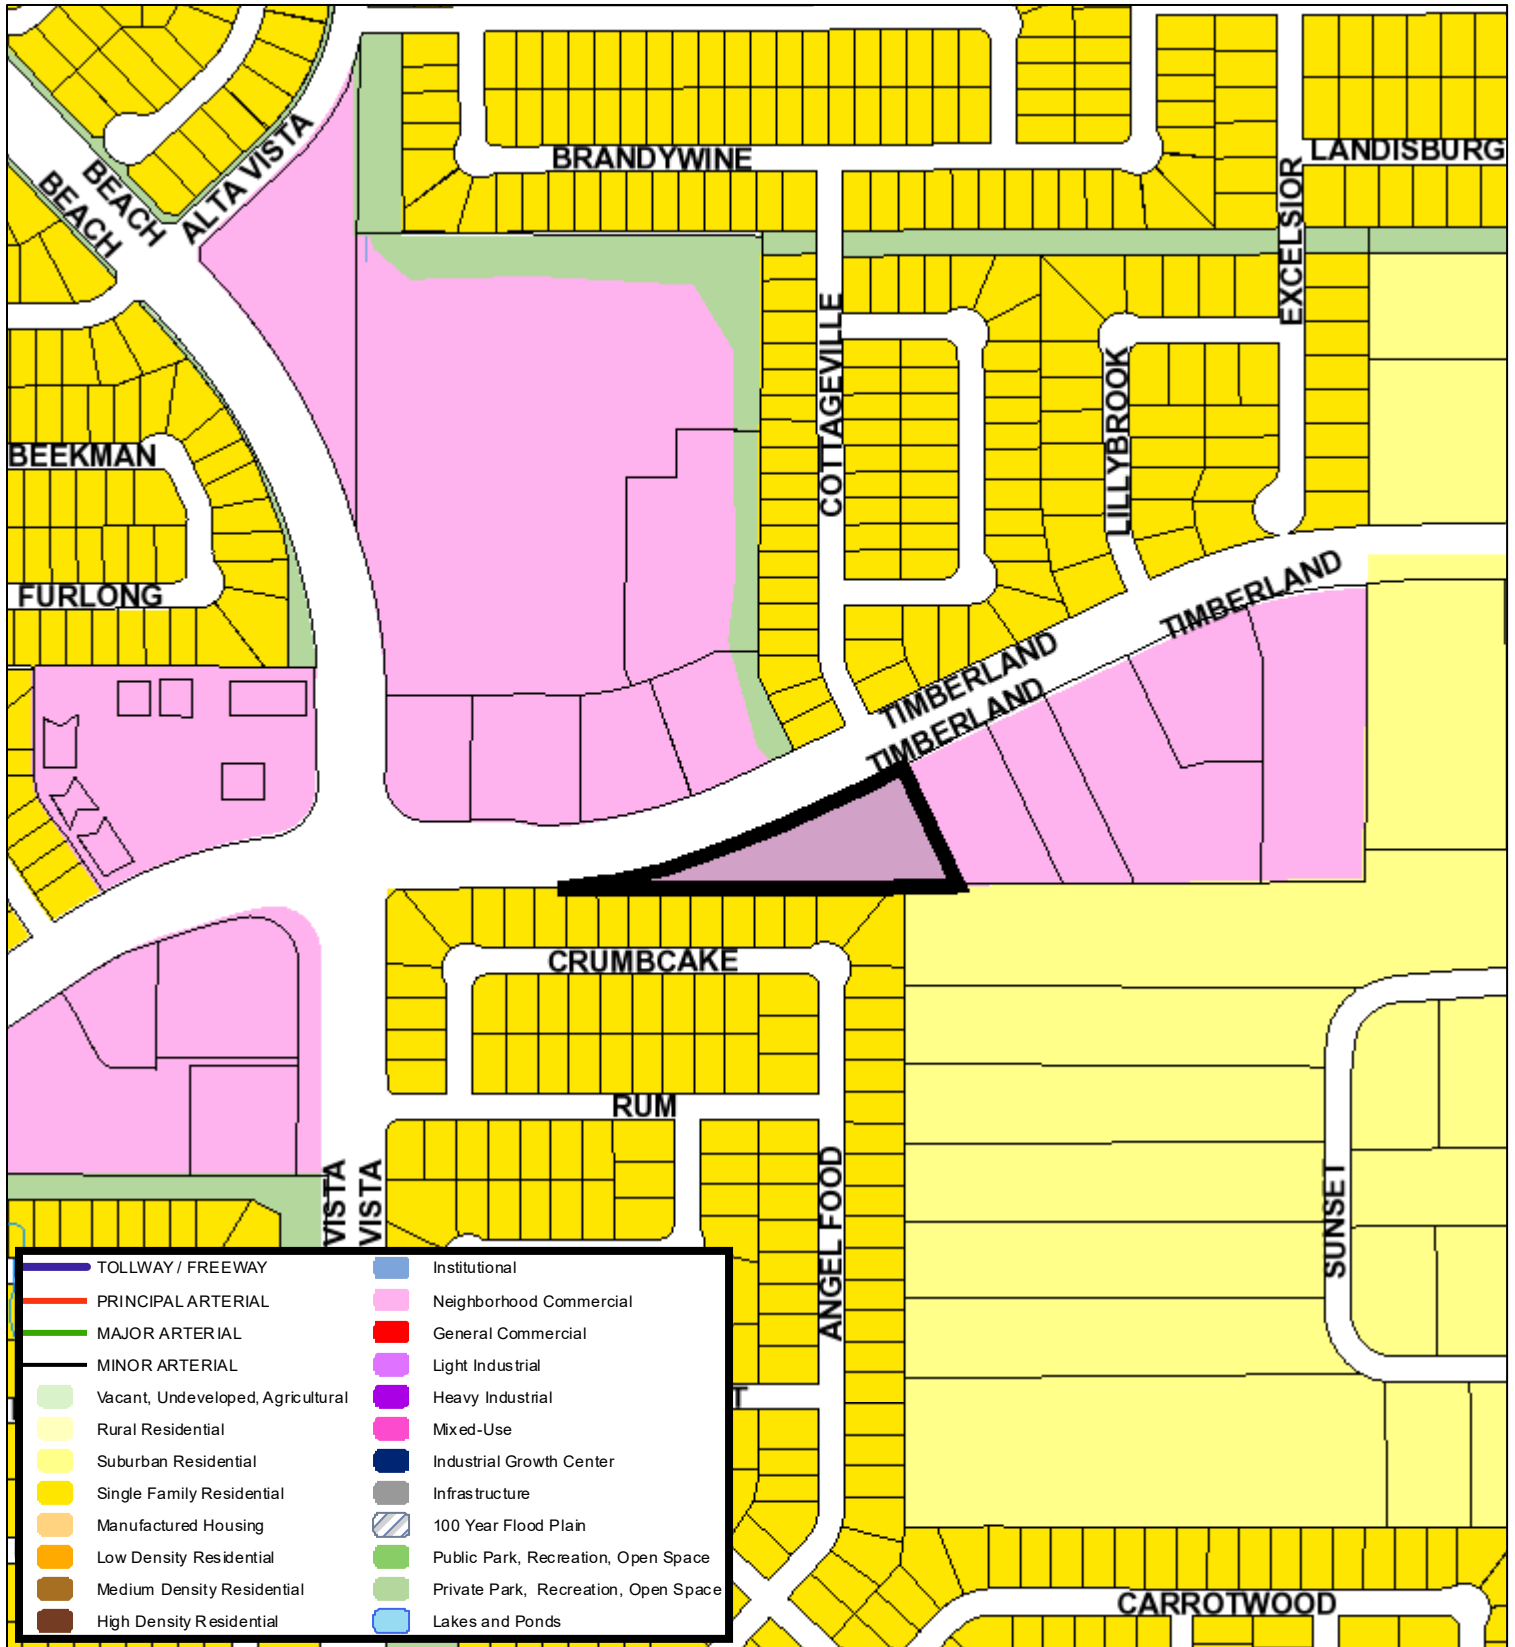 BRANDYWINE
LANDISBURG
ALTA VISTA
BEACH
BEACH
EXCELSIOR
COTTAGEVILLE
LILLYBROOK
BEEKMAN
FURLONG
TIMBERLAND
TIMBERLAND
TIMBERLAND
CRUMBCAKE
RUM
VISTA
VISTA
ANGEL FOOD
SUNSET
T
CARROTWOOD
TOLLWAY / FREEWAY
PRINCIPAL ARTERIAL
MAJOR ARTERIAL
MINOR ARTERIAL
Vacant, Undeveloped, Agricultural
Rural Residential
Suburban Residential
Single Family Residential
Manufactured Housing
Low Density Residential
Medium Density Residential
High Density Residential
Institutional
Neighborhood Commercial
General Commercial
Light Industrial
Heavy Industrial
Mixed-Use
Industrial Growth Center
Infrastructure
100 Year Flood Plain
Public Park, Recreation, Open Space
Private Park, Recreation, Open Space
Lakes and Ponds